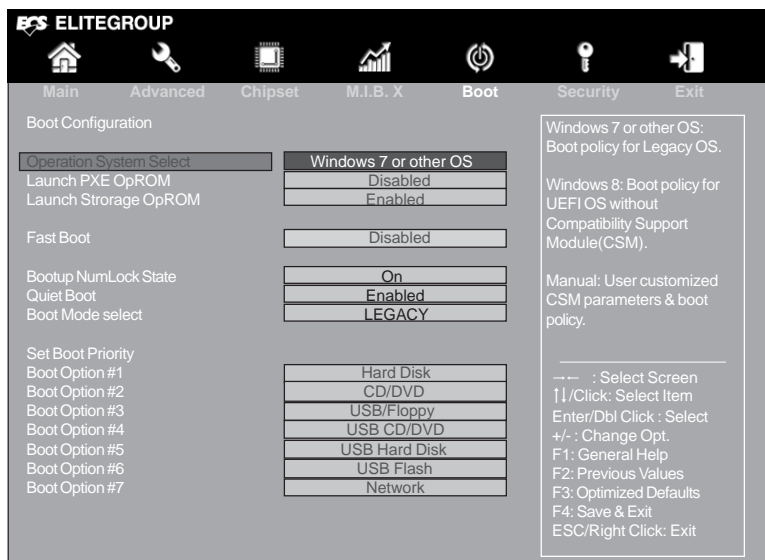 ECS ELITEGROUP
Main Advanced Chipset M.I.B. X Boot Security Exit
Boot Configuration
Operation System Select Windows 7 or other OS
Launch PXE OpROM Disabled
Launch Strorage OpROM Enabled
Fast Boot Disabled
Bootup NumLock State On
Quiet Boot Enabled
Boot Mode select LEGACY
Set Boot Priority
Boot Option #1 Hard Disk
Boot Option #2 CD/DVD
Boot Option #3 USB/Floppy
Boot Option #4 USB CD/DVD
Boot Option #5 USB Hard Disk
Boot Option #6 USB Flash
Boot Option #7 Network
Windows 7 or other OS:
Boot policy for Legacy OS.
Windows 8: Boot policy for
UEFI OS without
Compatibility Support
Module(CSM).
Manual: User customized
CSM parameters & boot
policy.
→← : Select Screen
↑↓/Click: Select Item
Enter/Dbl Click : Select
+/- : Change Opt.
F1: General Help
F2: Previous Values
F3: Optimized Defaults
F4: Save & Exit
ESC/Right Click: Exit